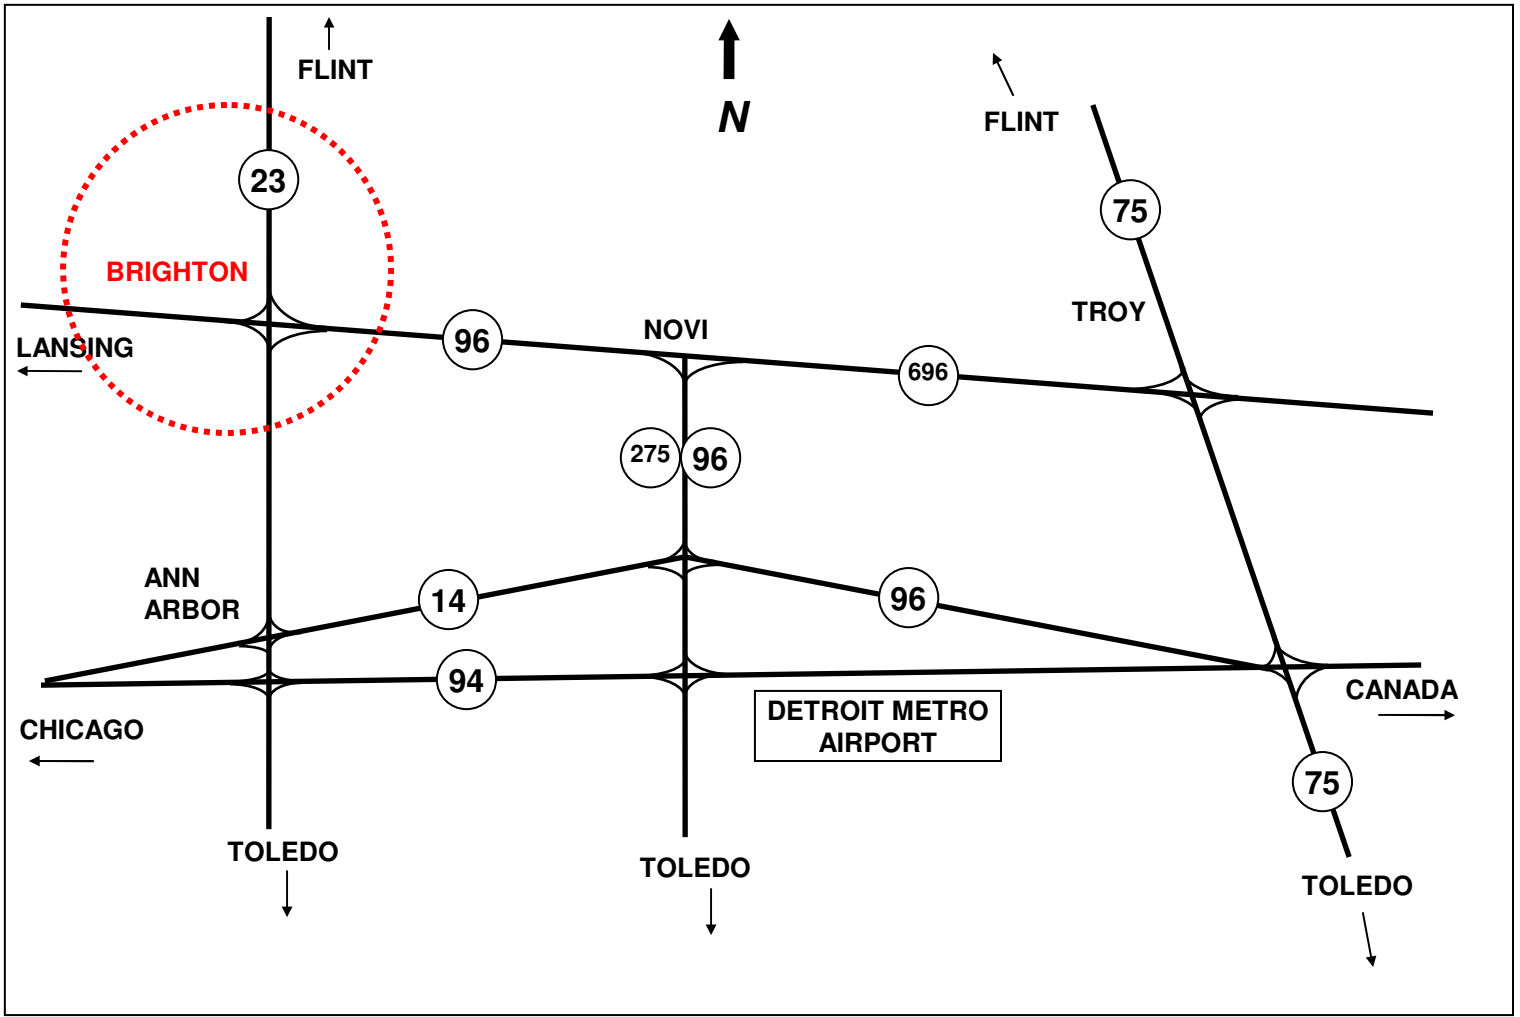 FLINT
N
FLINT
23
75
BRIGHTON
TROY
NOVI
96
LANSING
696
275
96
ANN
ARBOR
14
96
94
CANADA
DETROIT METRO
AIRPORT
CHICAGO
75
TOLEDO
TOLEDO
TOLEDO